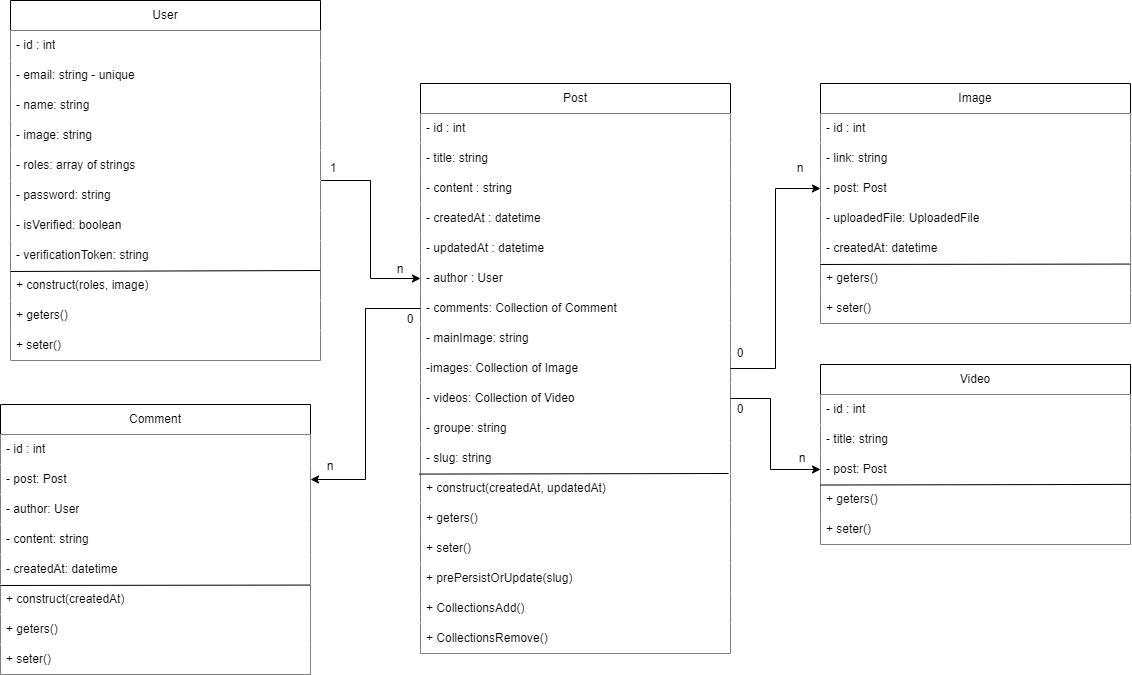 User
- id : int
- email: string - unique
- name: string
- image: string
- roles: array of strings
- password: string
- isVerified: boolean
- verificationToken: string
+ construct(roles, image)
+ geters()
+ seter()
1
n
Post
- id : int
- title: string
- content : string
- createdAt : datetime
- updatedAt : datetime
- author : User
- comments: Collection of Comment
- mainImage: string
-images: Collection of Image
- videos: Collection of Video
- groupe: string
- slug: string
+ construct(createdAt, updatedAt)
+ geters()
+ seter()
+ prePersistOrUpdate(slug)
+ CollectionsAdd()
+ CollectionsRemove()
0
n
Comment
- id : int
- post: Post
- author: User
- content: string
- createdAt: datetime
+ construct(createdAt)
+ geters()
+ seter()
0
n
Image
- id : int
- link: string
- post: Post
- uploadedFile: UploadedFile
- createdAt: datetime
+ geters()
+ seter()
0
n
Video
- id : int
- title: string
- post: Post
+ geters()
+ seter()